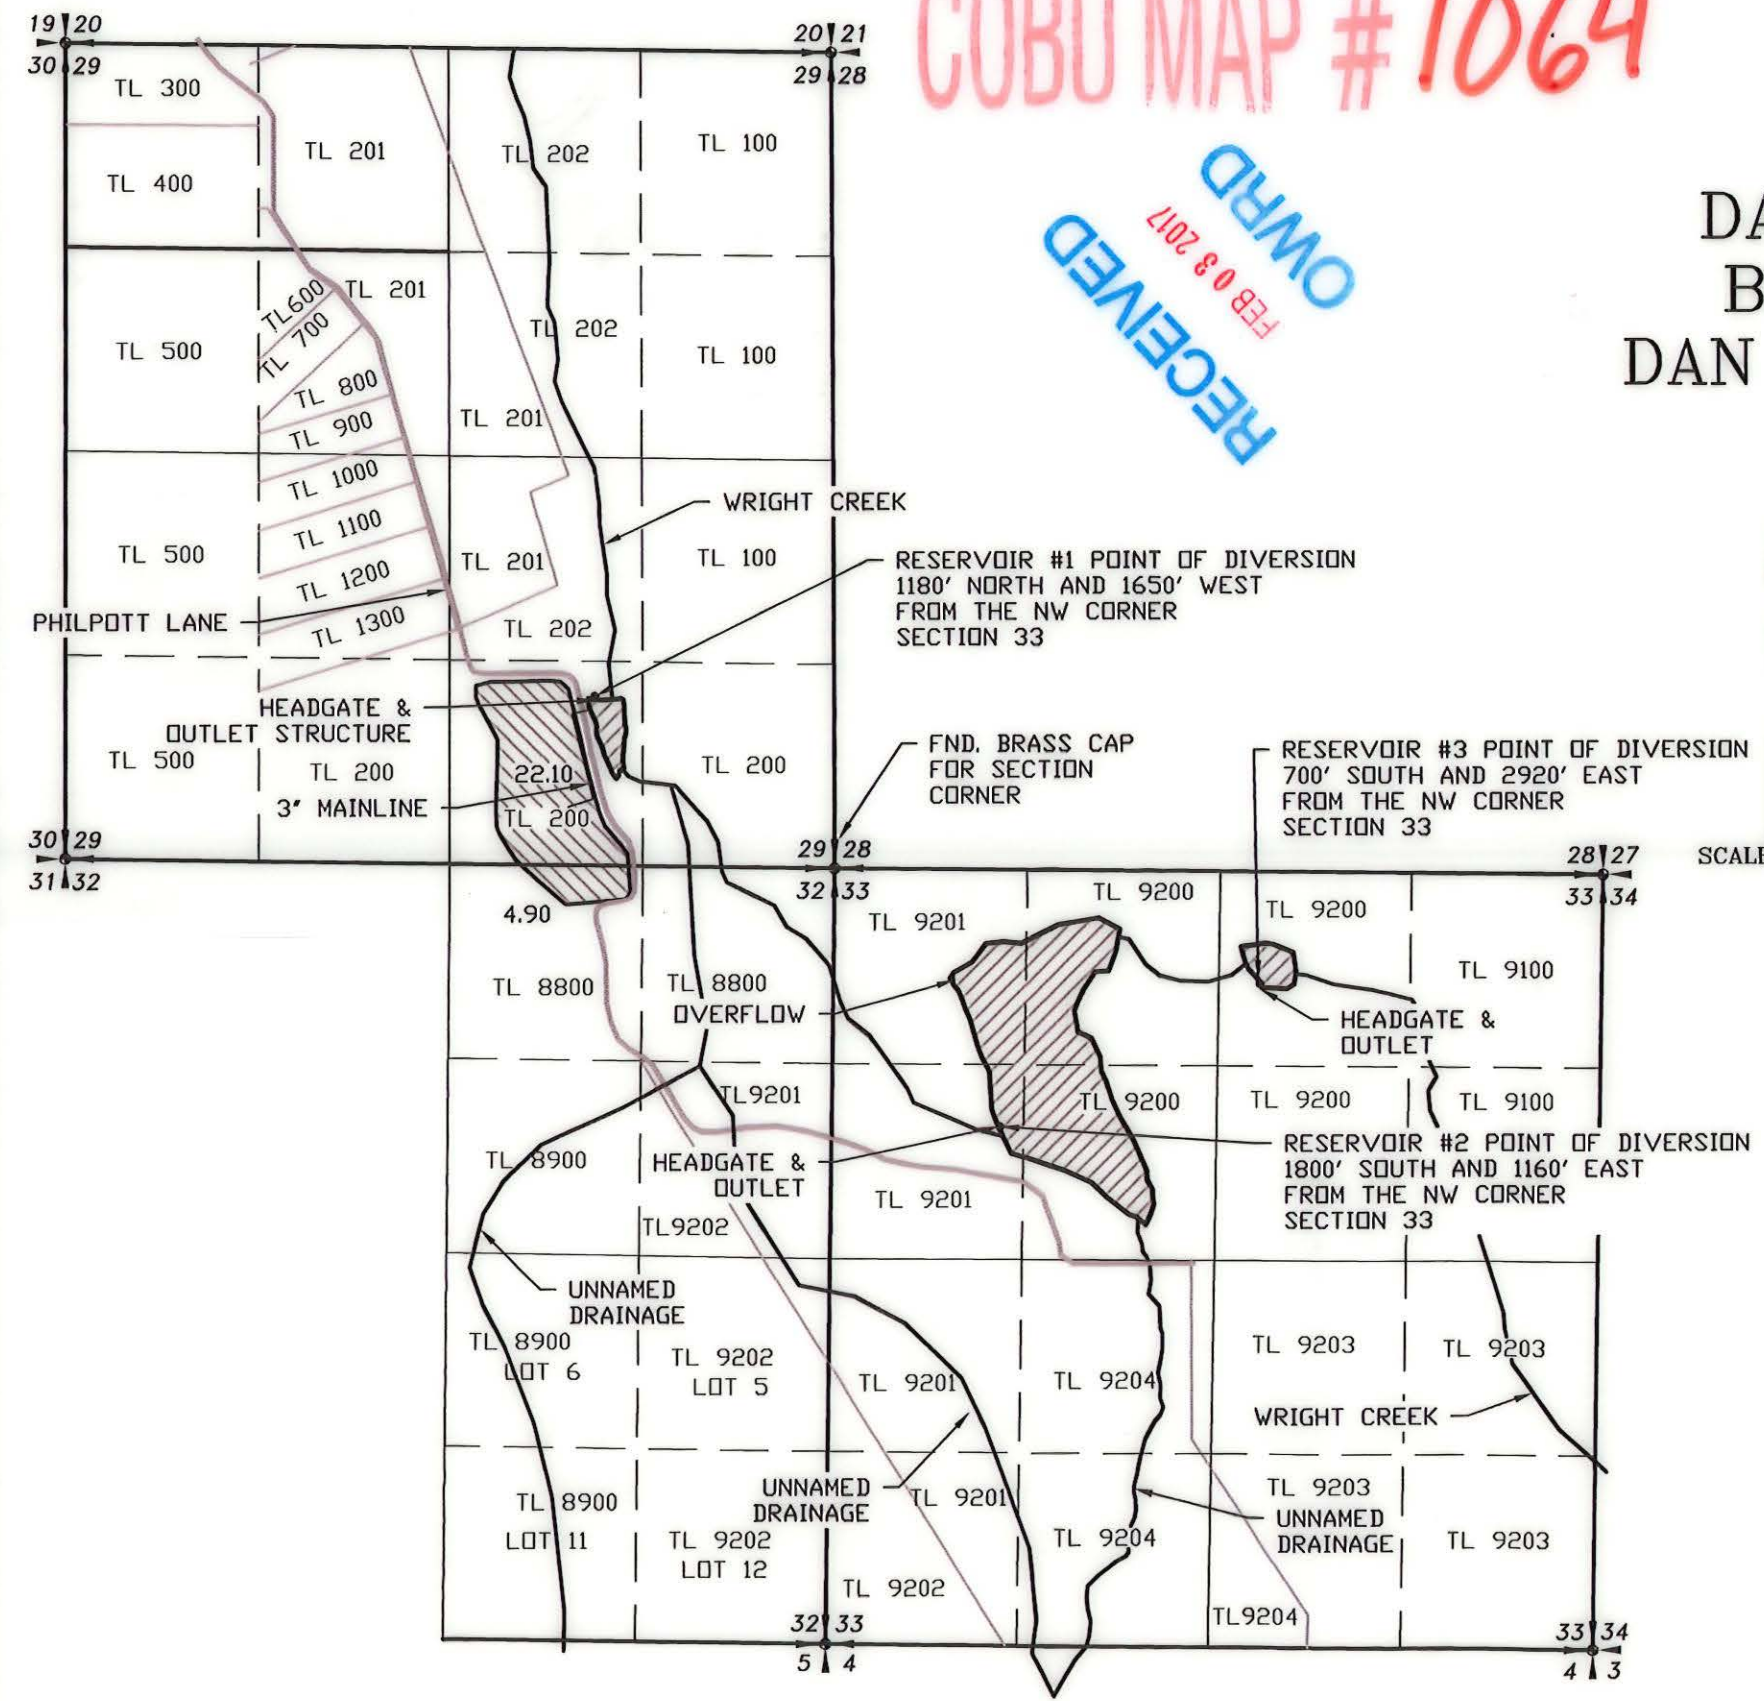 COBU MAP # 1064
RECEIVED
FEB 03 2017
OWRD
DA
B
DAN
SCALE
19 20
30 29
20 21
29 28
TL 300
TL 400
TL 201
TL 202
TL 100
TL 500
TL600
TL 700
TL 201
TL 202
TL 100
TL 800
TL 900
TL 201
TL 1000
TL 1100
TL 500
TL 1200
TL 201
TL 100
WRIGHT CREEK
RESERVOIR #1 POINT OF DIVERSION
1180' NORTH AND 1650' WEST
FROM THE NW CORNER
SECTION 33
PHILPOTT LANE
TL 1300
TL 202
HEADGATE &
OUTLET STRUCTURE
TL 500
TL 200
3" MAINLINE
22.10
TL 200
TL 200
FND. BRASS CAP
FOR SECTION
CORNER
RESERVOIR #3 POINT OF DIVERSION
700' SOUTH AND 2920' EAST
FROM THE NW CORNER
SECTION 33
30 29
31 32
29 28
32 33
28 27
33 34
4.90
TL 9201
TL 9200
TL 9200
TL 8800
TL 8800
OVERFLOW
TL 9100
HEADGATE &
OUTLET
TL9201
TL 9200
TL 9200
TL 9100
TL 8900
HEADGATE &
OUTLET
TL 9201
TL9202
RESERVOIR #2 POINT OF DIVERSION
1800' SOUTH AND 1160' EAST
FROM THE NW CORNER
SECTION 33
UNNAMED
DRAINAGE
TL 8900
LOT 6
TL 9202
LOT 5
TL 9201
TL 9204
TL 9203
TL 9203
WRIGHT CREEK
TL 8900
LOT 11
TL 9202
LOT 12
UNNAMED
DRAINAGE
TL 9201
TL 9204
TL 9203
UNNAMED
DRAINAGE
TL 9203
TL 9202
TL9204
32 33
5 4
33 34
4 3